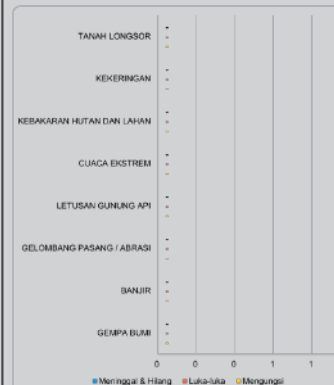 TANAH LONGSOR
-
-
-
KEKERINGAN
-
-
-
KEBAKARAN HUTAN DAN LAHAN
-
-
-
CUACA EKSTREM
-
-
-
LETUSAN GUNUNG API
-
-
-
GELOMBANG PASANG / ABRASI
-
-
-
BANJIR
-
-
-
GEMPA BUMI
-
-
-
0 0 0 1 1
Meninggal & Hilang Luka-luka Mengungsi